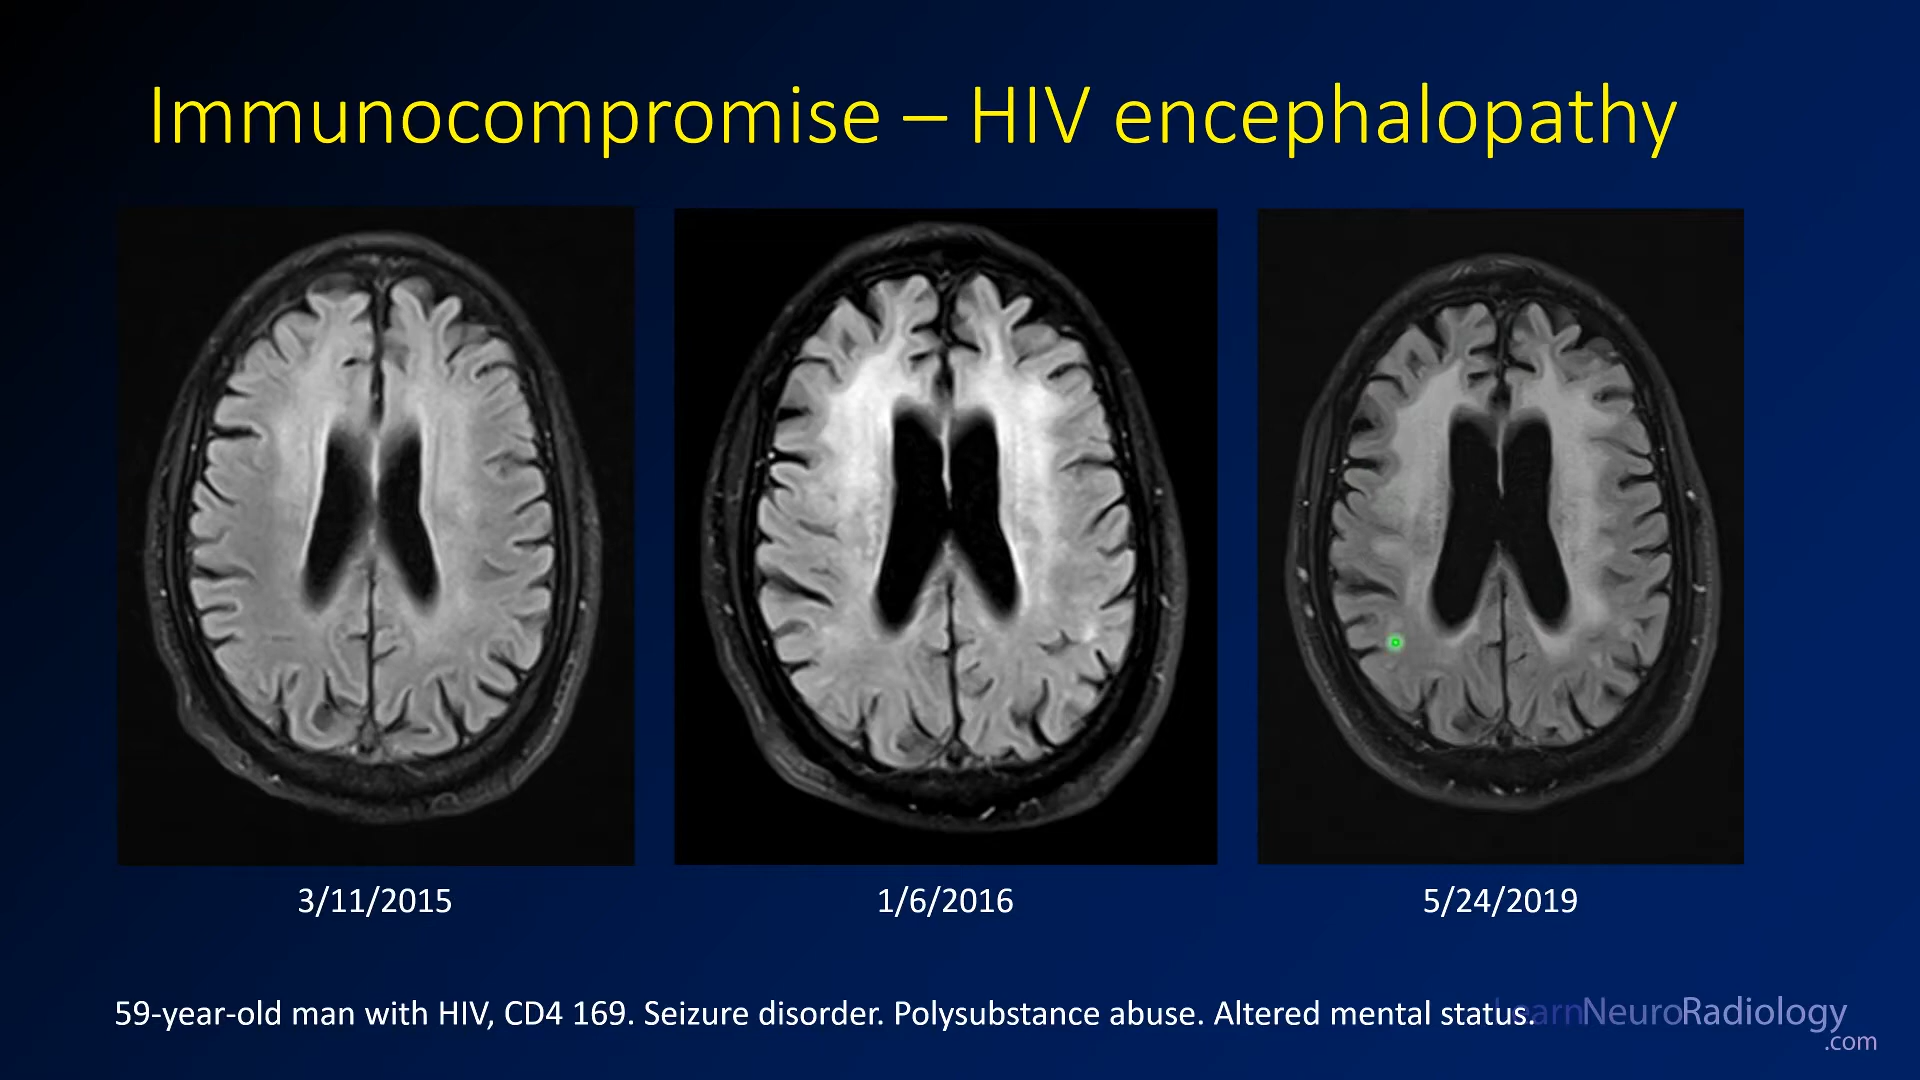 Immunocompromise – HIV encephalopathy
3/11/2015
1/6/2016
5/24/2019
59-year-old man with HIV, CD4 169. Seizure disorder. Polysubstance abuse. Altered mental status.
LearnNeuroRadiology
.com